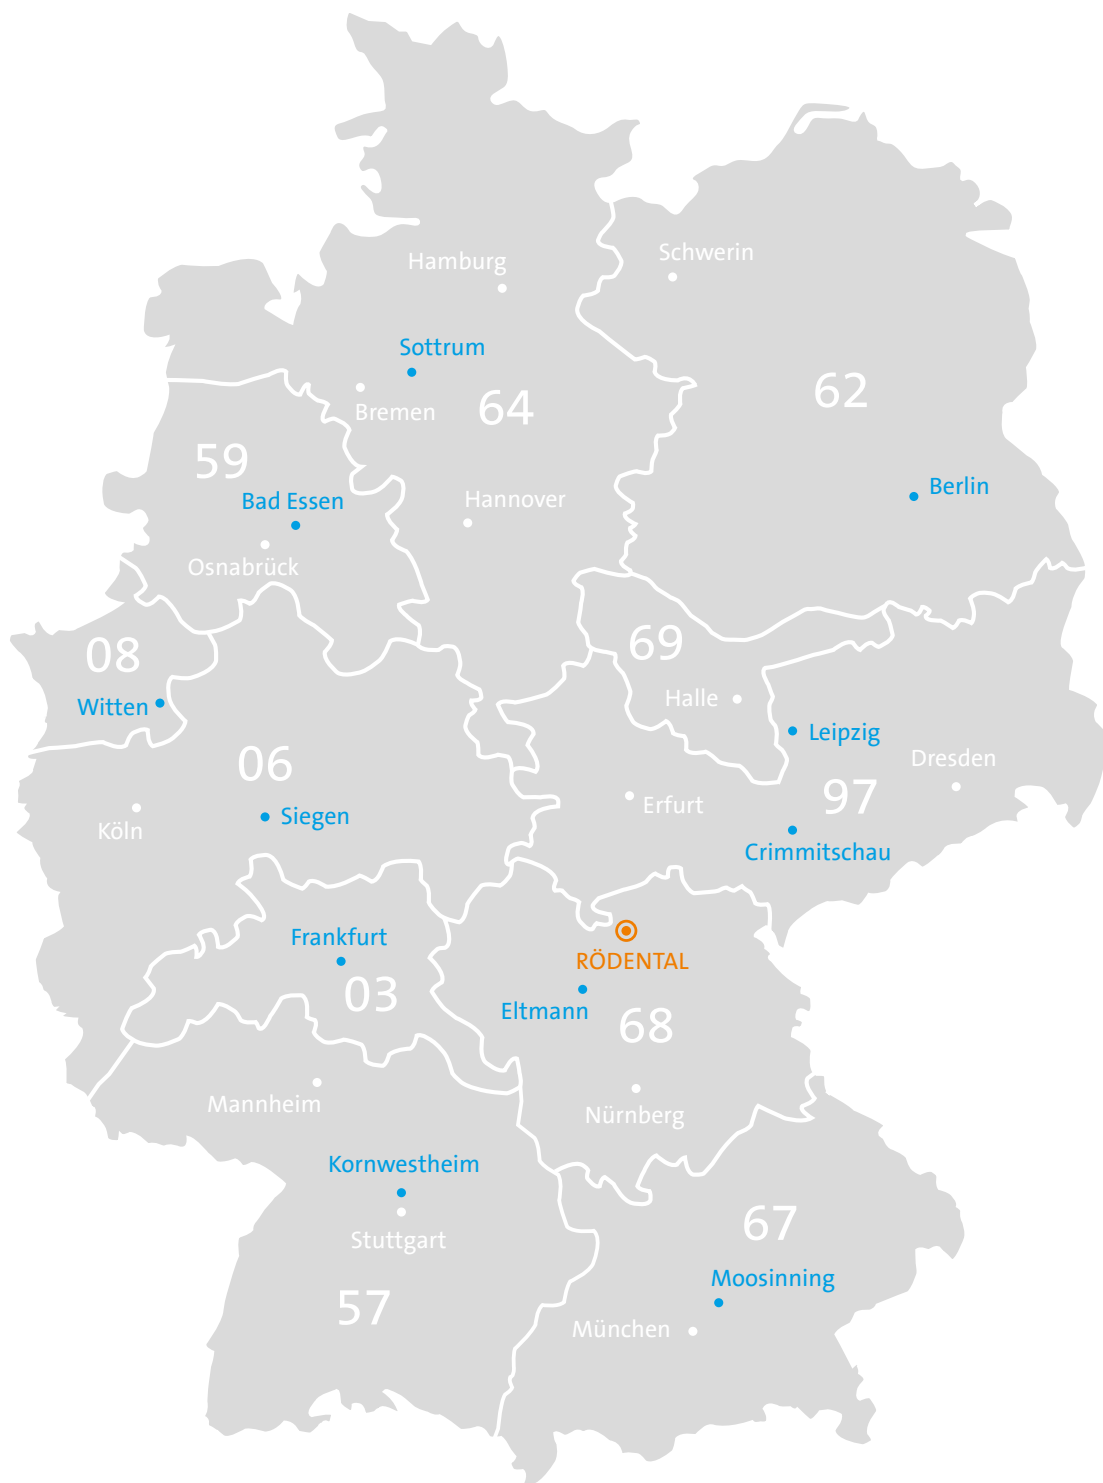 Schwerin
Hamburg
Sottrum
62
64
Bremen
59
Berlin
Bad Essen
Hannover
Osnabrück
69
08
Halle
Witten
Leipzig
Dresden
06
97
Erfurt
Siegen
Köln
Crimmitschau
Frankfurt
RÖDENTAL
03
Eltmann
68
Mannheim
Nürnberg
Kornwestheim
67
Stuttgart
Moosinning
57
München